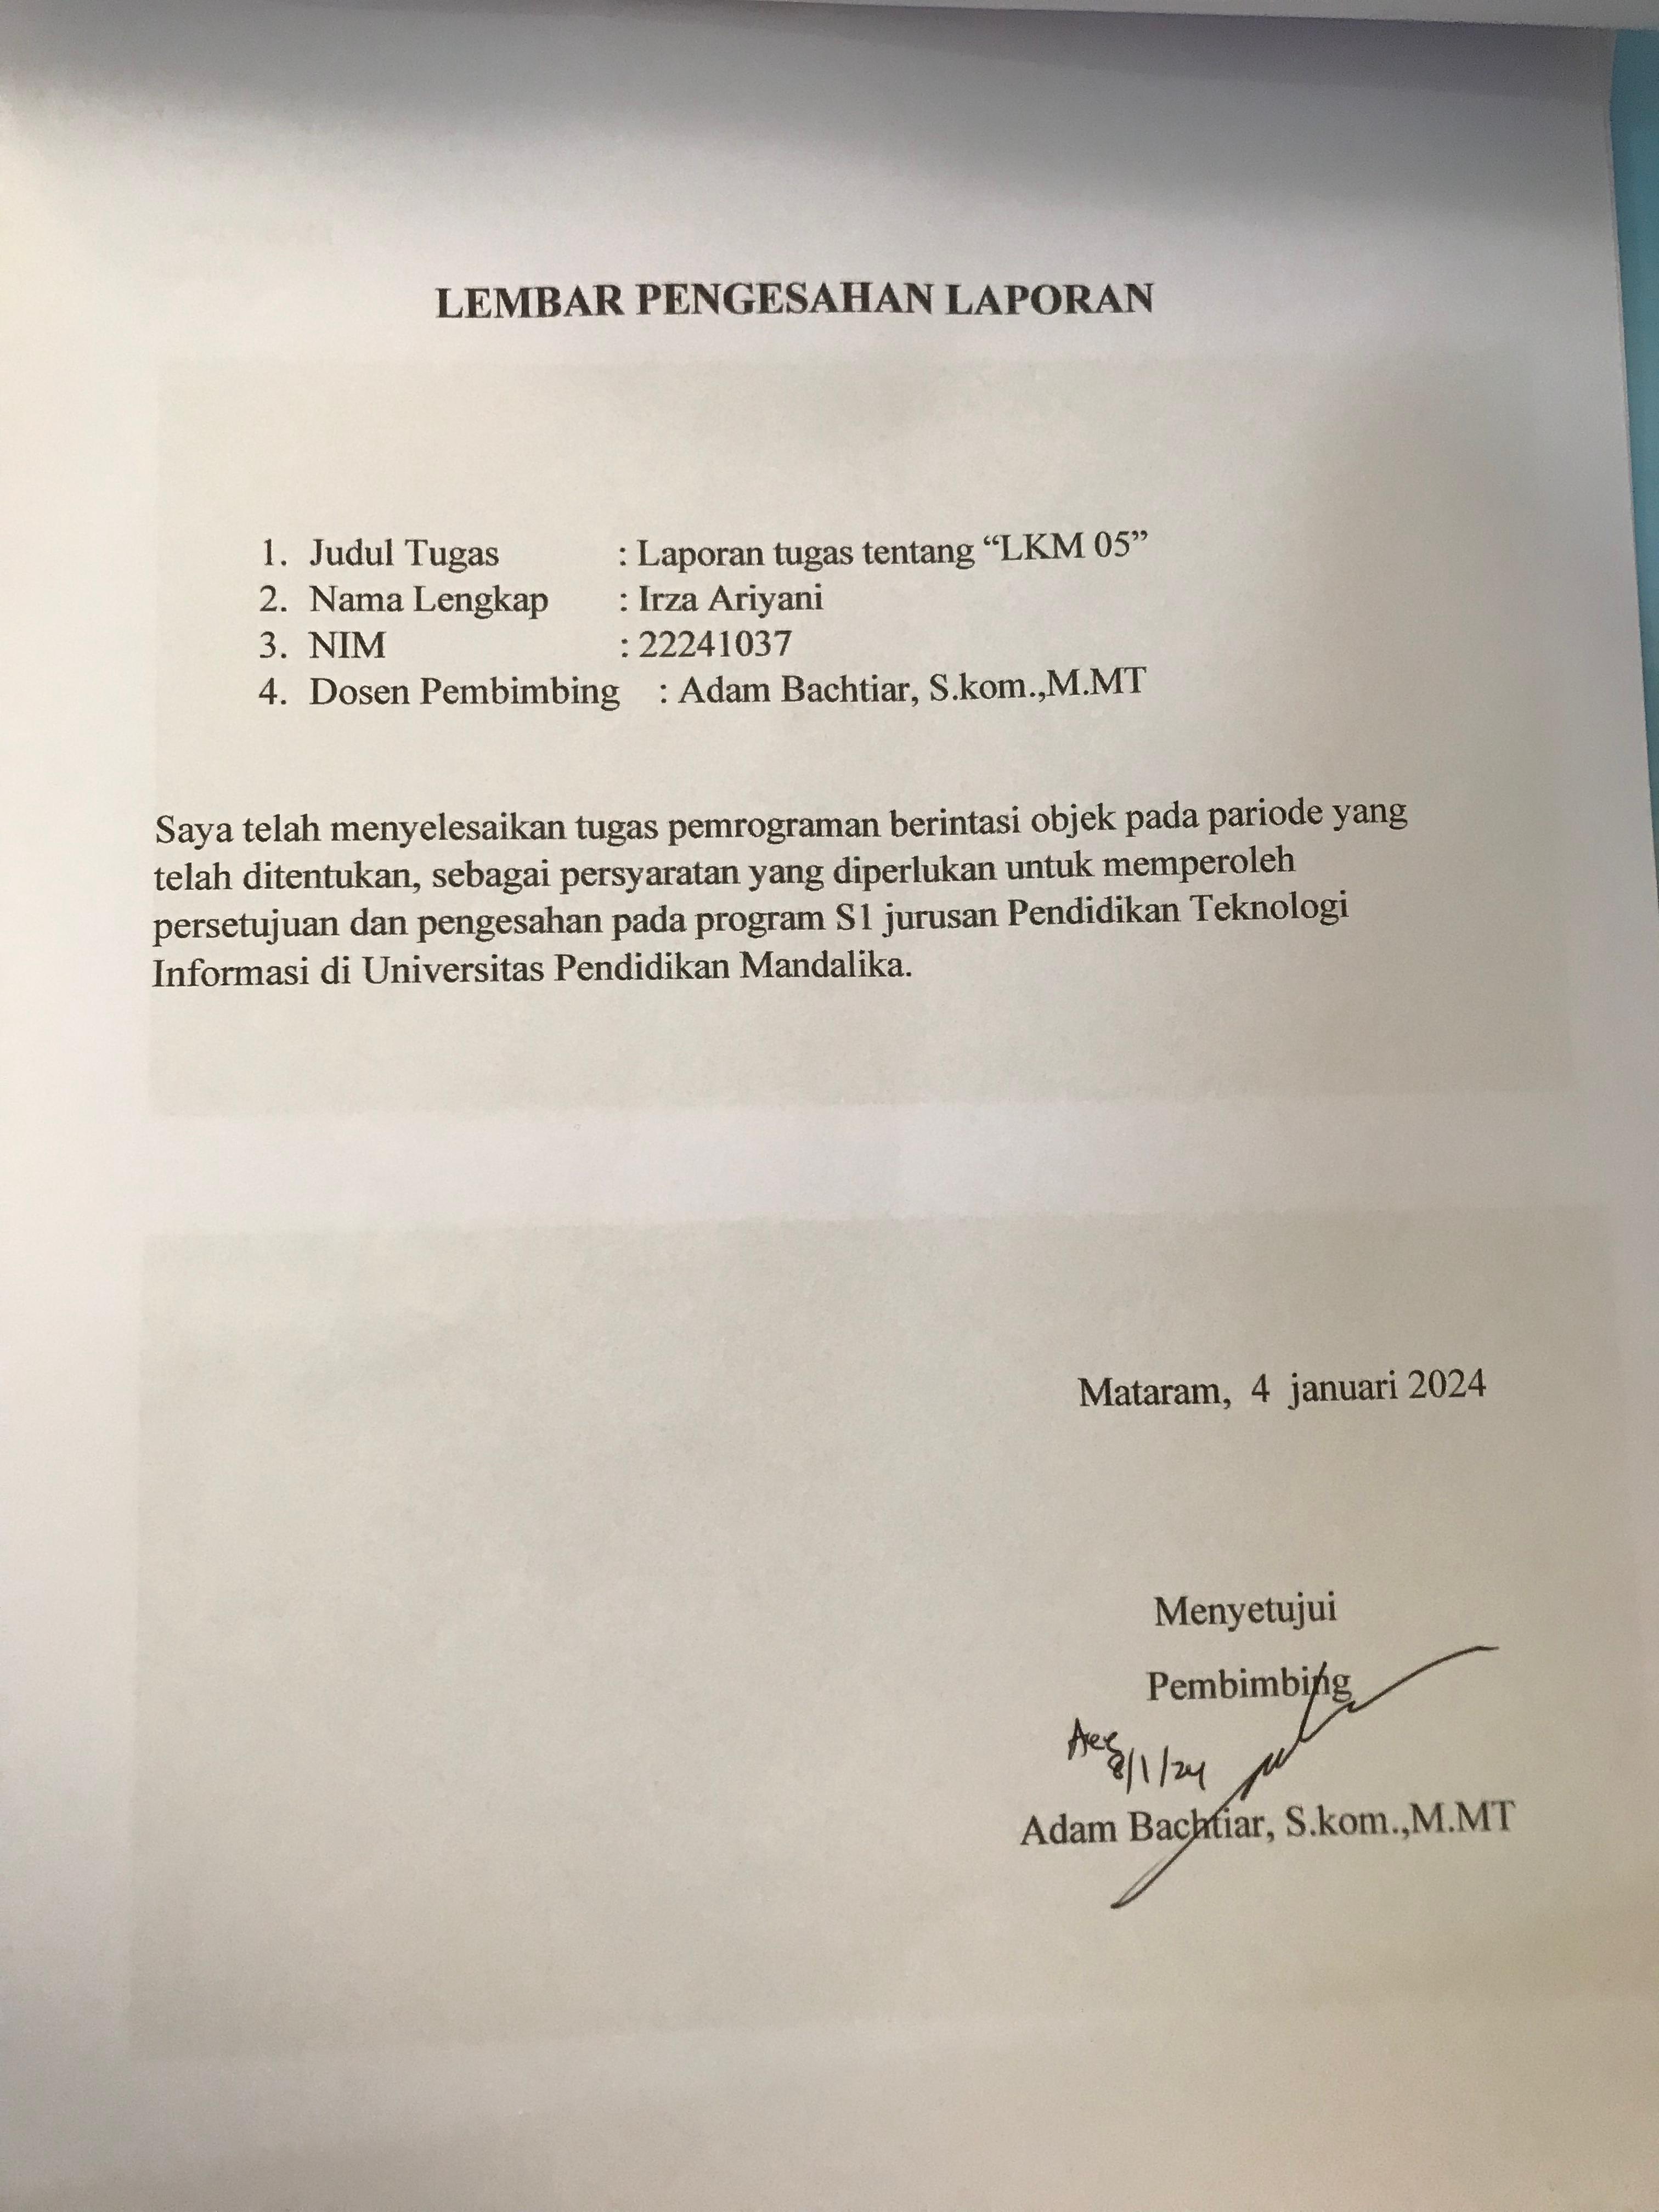 LEMBAR PENGESAHAN LAPORAN
1. Judul Tugas : Laporan tugas tentang “LKM 05”
2. Nama Lengkap : Irza Ariyani
3. NIM : 22241037
4. Dosen Pembimbing : Adam Bachtiar, S.kom.,M.MT
Saya telah menyelesaikan tugas pemrograman berintasi objek pada pariode yang
telah ditentukan, sebagai persyaratan yang diperlukan untuk memperoleh
persetujuan dan pengesahan pada program S1 jurusan Pendidikan Teknologi
Informasi di Universitas Pendidikan Mandalika.
Mataram, 4 januari 2024
Menyetujui
Pembimbing
8/1/24
Adam Bachtiar, S.kom.,M.MT